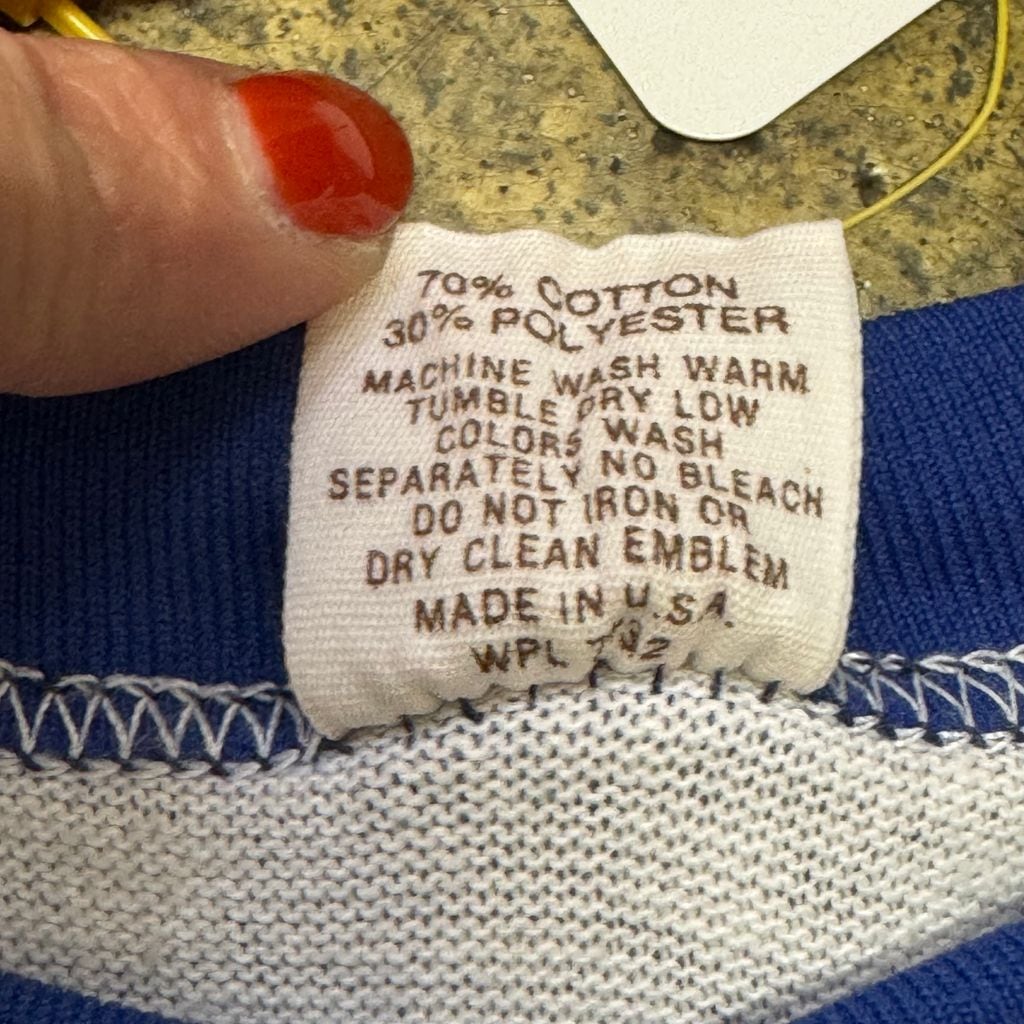 70% COTTON
30% POLYESTER
MACHINE WASH WARM
TUMBLE DRY LOW
COLORS WASH
SEPARATELY NO BLEACH
DO NOT IRON OR
DRY CLEAN EMBLEM
MADE IN U.S.A.
WPL